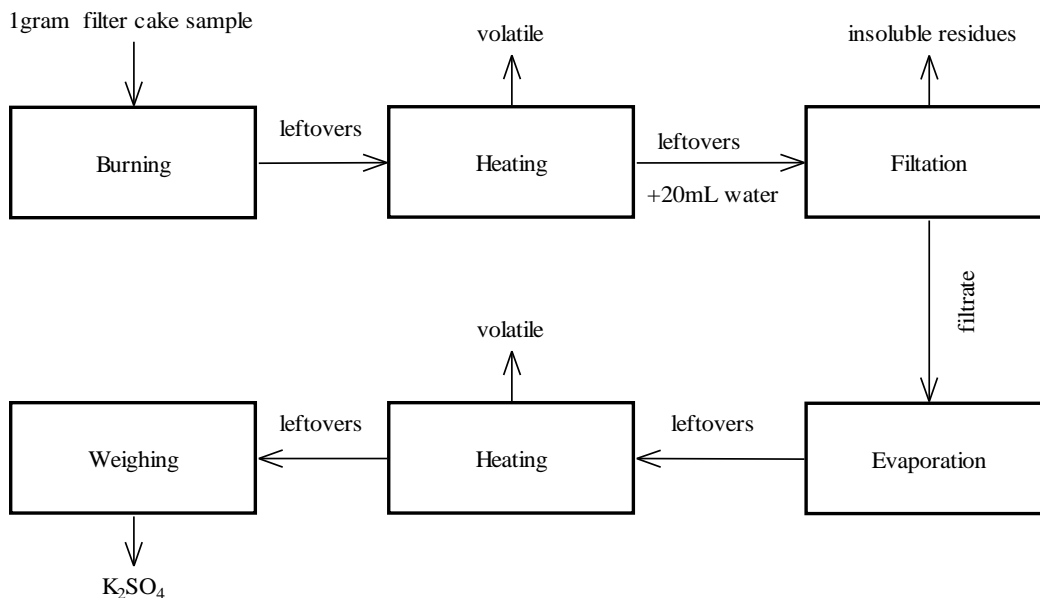 1gram filter cake sample
volatile
insoluble residues
Burning
leftovers
Heating
leftovers
+20mL water
Filtation
filtrate
volatile
Weighing
leftovers
Heating
leftovers
Evaporation
K₂SO₄